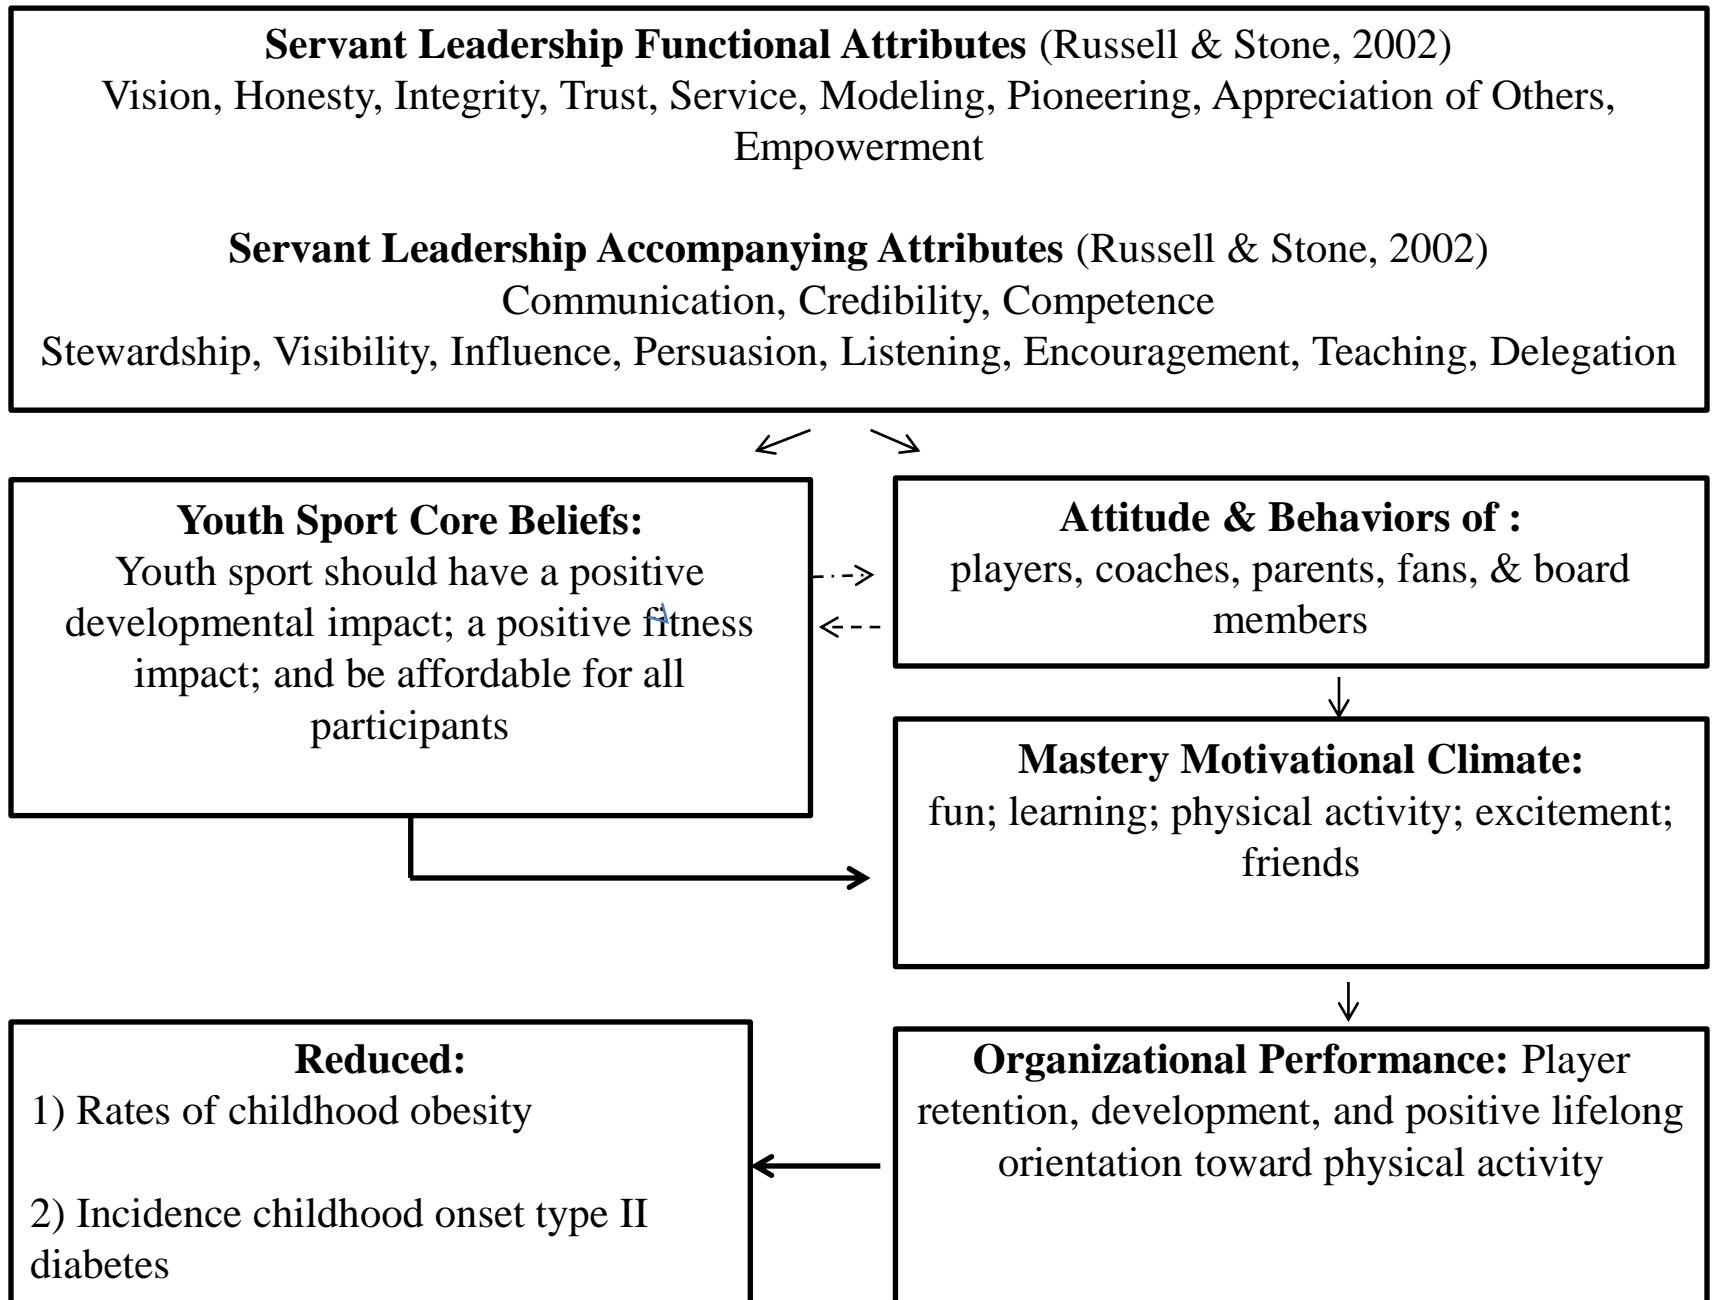 Servant Leadership Functional Attributes (Russell & Stone, 2002)
Vision, Honesty, Integrity, Trust, Service, Modeling, Pioneering, Appreciation of Others,
Empowerment
Servant Leadership Accompanying Attributes (Russell & Stone, 2002)
Communication, Credibility, Competence
Stewardship, Visibility, Influence, Persuasion, Listening, Encouragement, Teaching, Delegation
Youth Sport Core Beliefs:
Youth sport should have a positive
developmental impact; a positive fitness
impact; and be affordable for all
participants
Attitude & Behaviors of :
players, coaches, parents, fans, & board
members
Mastery Motivational Climate:
fun; learning; physical activity; excitement;
friends
Reduced:
1) Rates of childhood obesity
2) Incidence childhood onset type II
diabetes
Organizational Performance: Player
retention, development, and positive lifelong
orientation toward physical activity